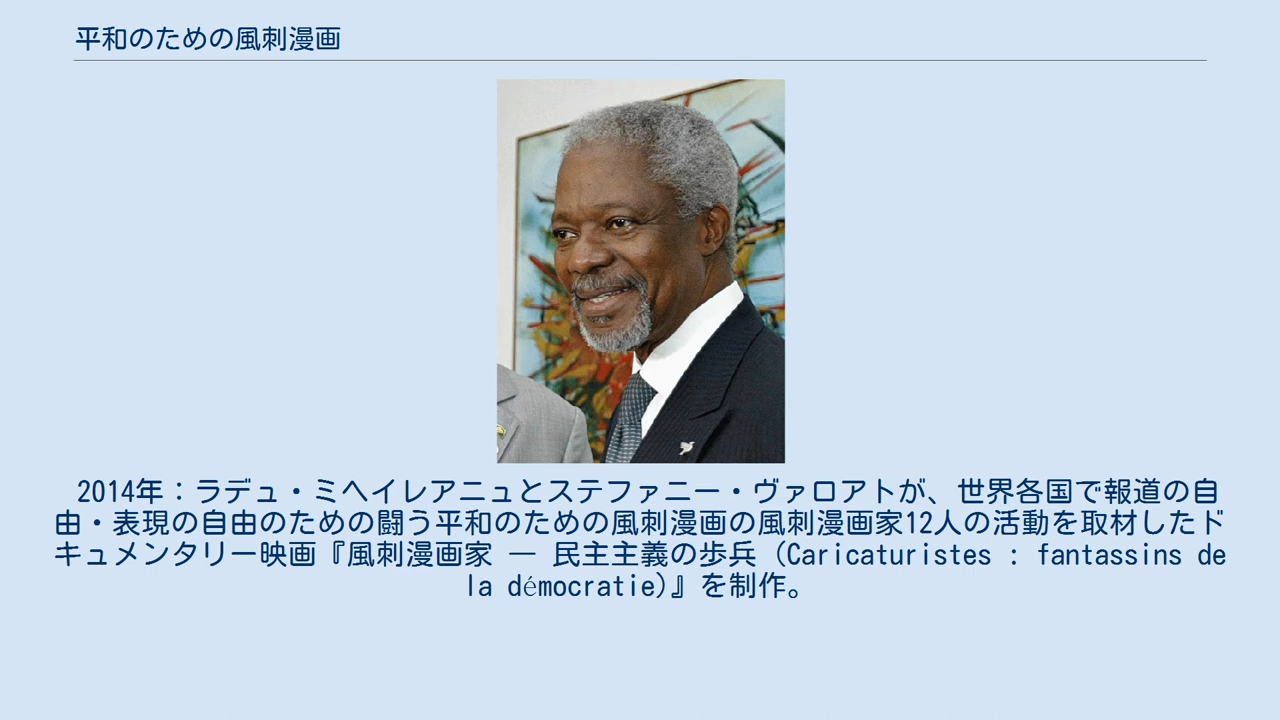 平和のための風刺漫画
2014年：ラデュ・ミヘイレアニュとステファニー・ヴァロアトが、世界各国で報道の自
由・表現の自由のための闘う平和のための風刺漫画の風刺漫画家12人の活動を取材したド
キュメンタリー映画『風刺漫画家 ― 民主主義の歩兵（Caricaturistes : fantassins de
la démocratie)』を制作。